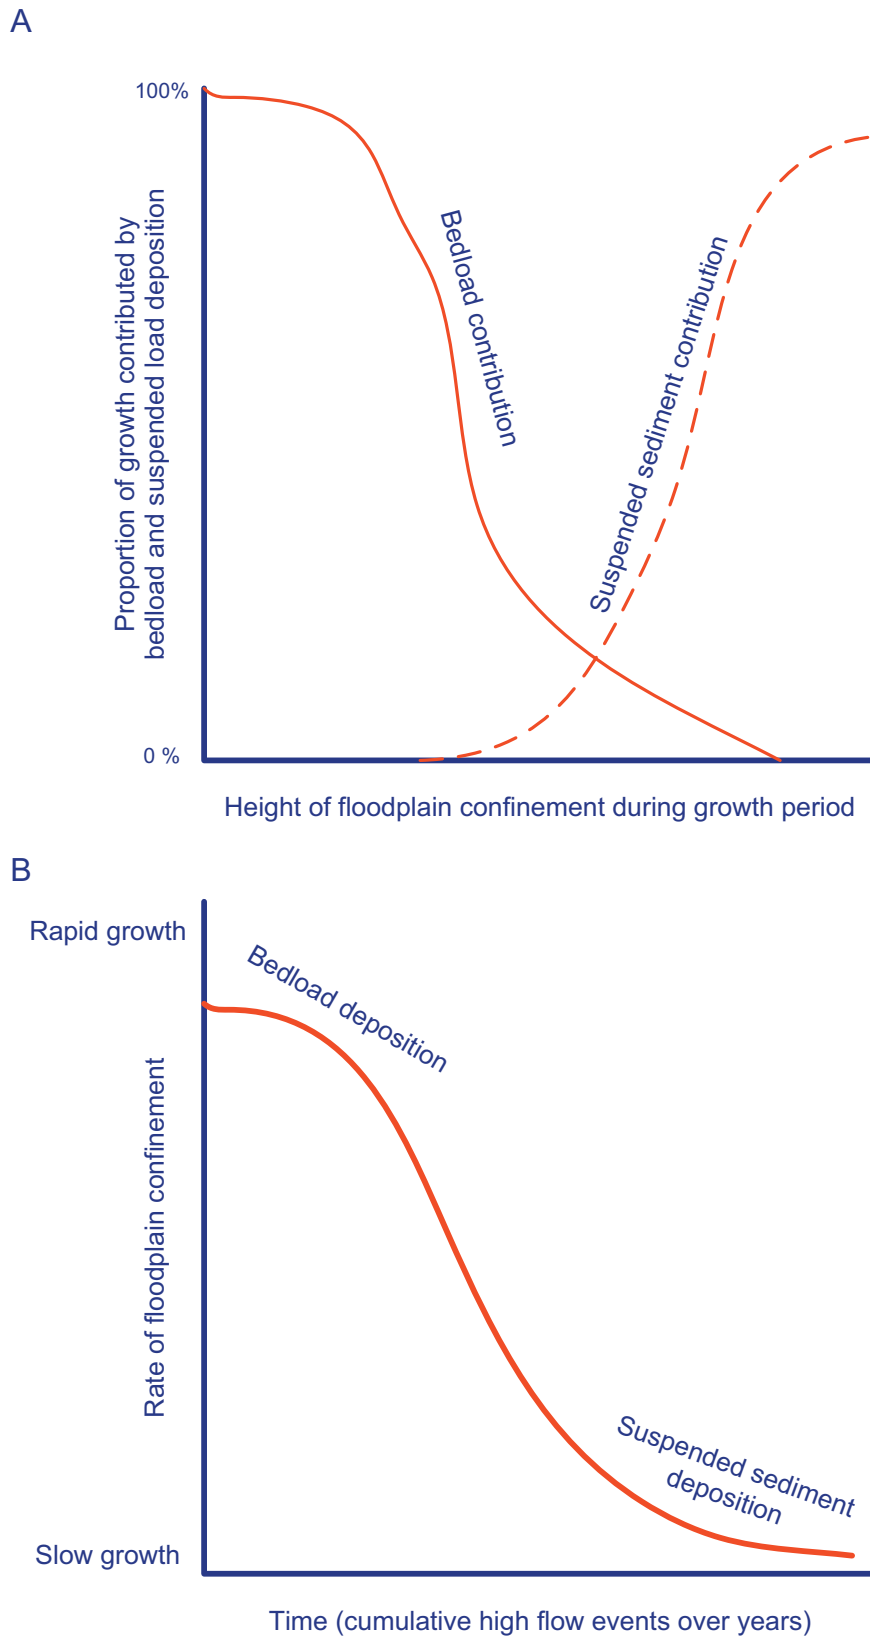 A
100%
Proportion of growth contributed by
bedload and suspended load deposition
Bedload contribution
Suspended sediment contribution
0 %
Height of floodplain confinement during growth period
B
Rapid growth
Bedload deposition
Rate of floodplain confinement
Suspended sediment
deposition
Slow growth
Time (cumulative high flow events over years)